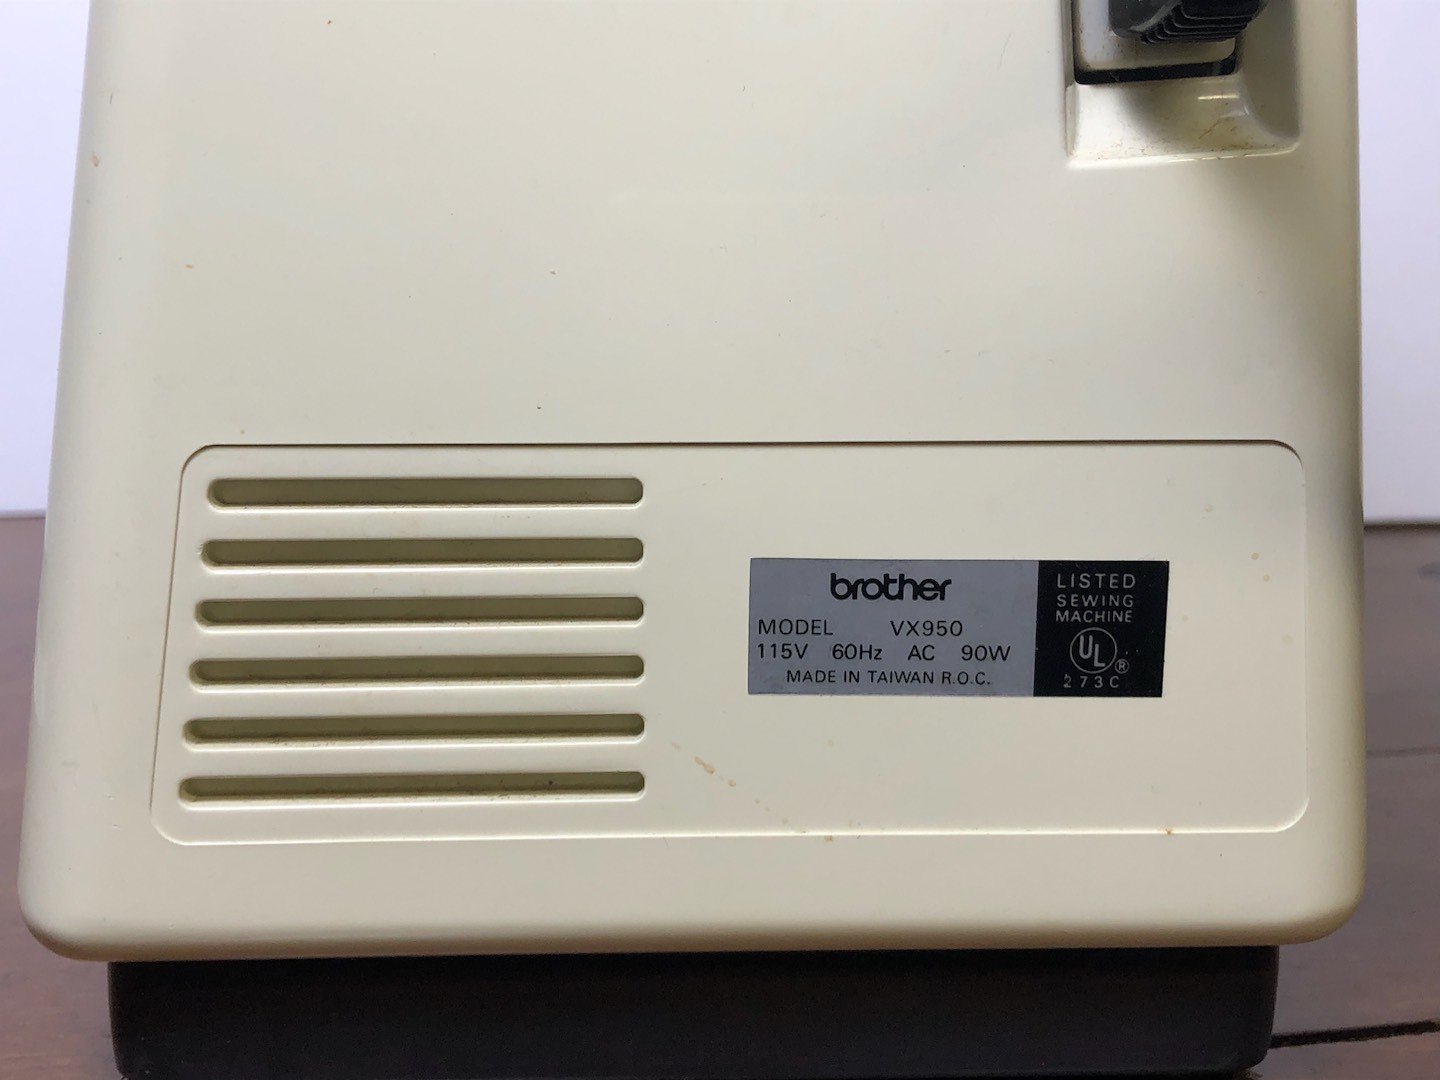 brother
MODEL VX950
115V 60Hz AC 90W
MADE IN TAIWAN R.O.C.
LISTED
SEWING
MACHINE
UL ®
273C